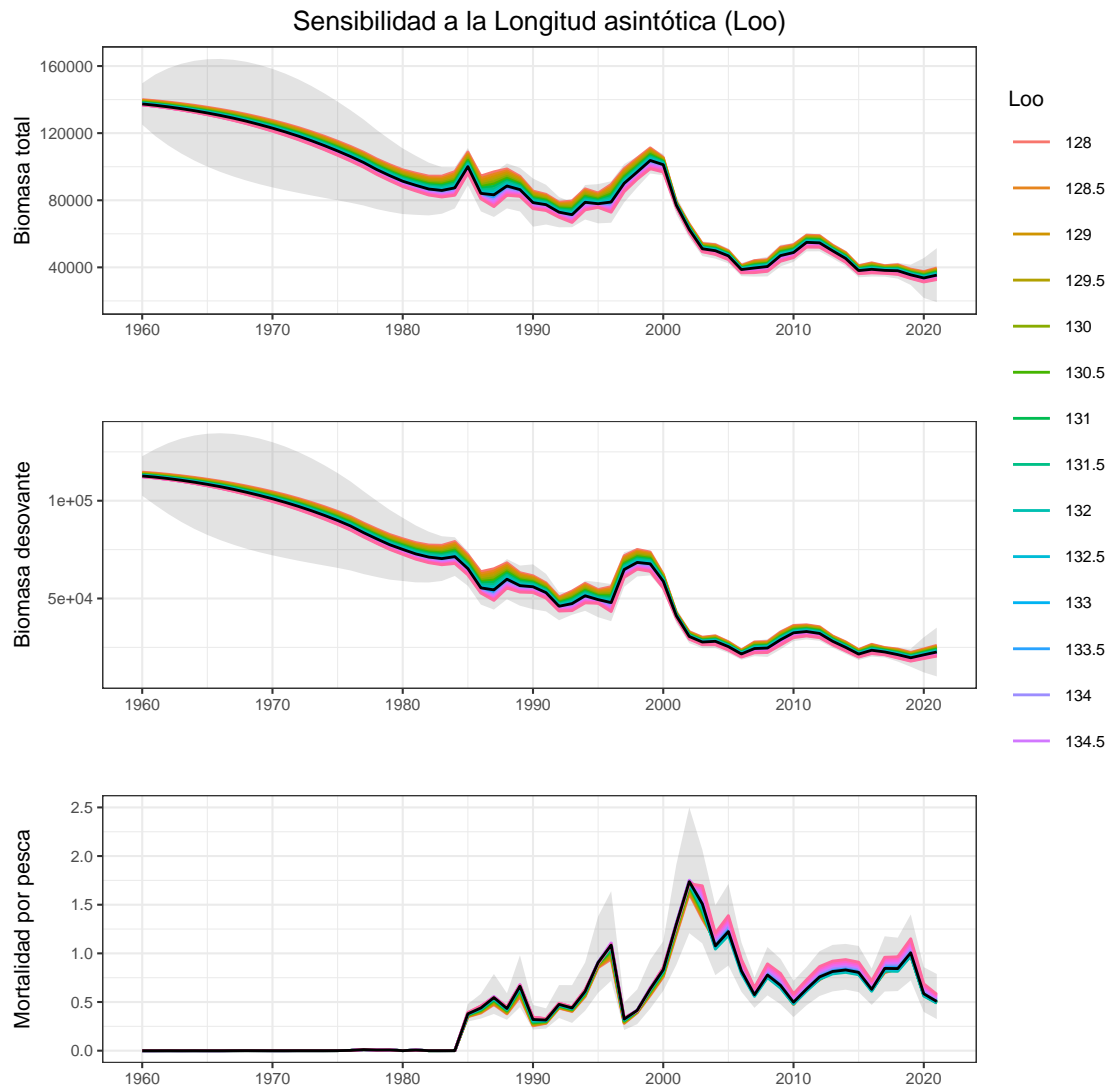 Sensibilidad a la Longitud asintótica (Loo)
Biomasa total
160000
120000
80000
40000
1960 1970 1980 1990 2000 2010 2020
Biomasa desovante
1e+05
5e+04
1960 1970 1980 1990 2000 2010 2020
Mortalidad por pesca
2.5
2.0
1.5
1.0
0.5
0.0
1960 1970 1980 1990 2000 2010 2020
Loo
128
128.5
129
129.5
130
130.5
131
131.5
132
132.5
133
133.5
134
134.5